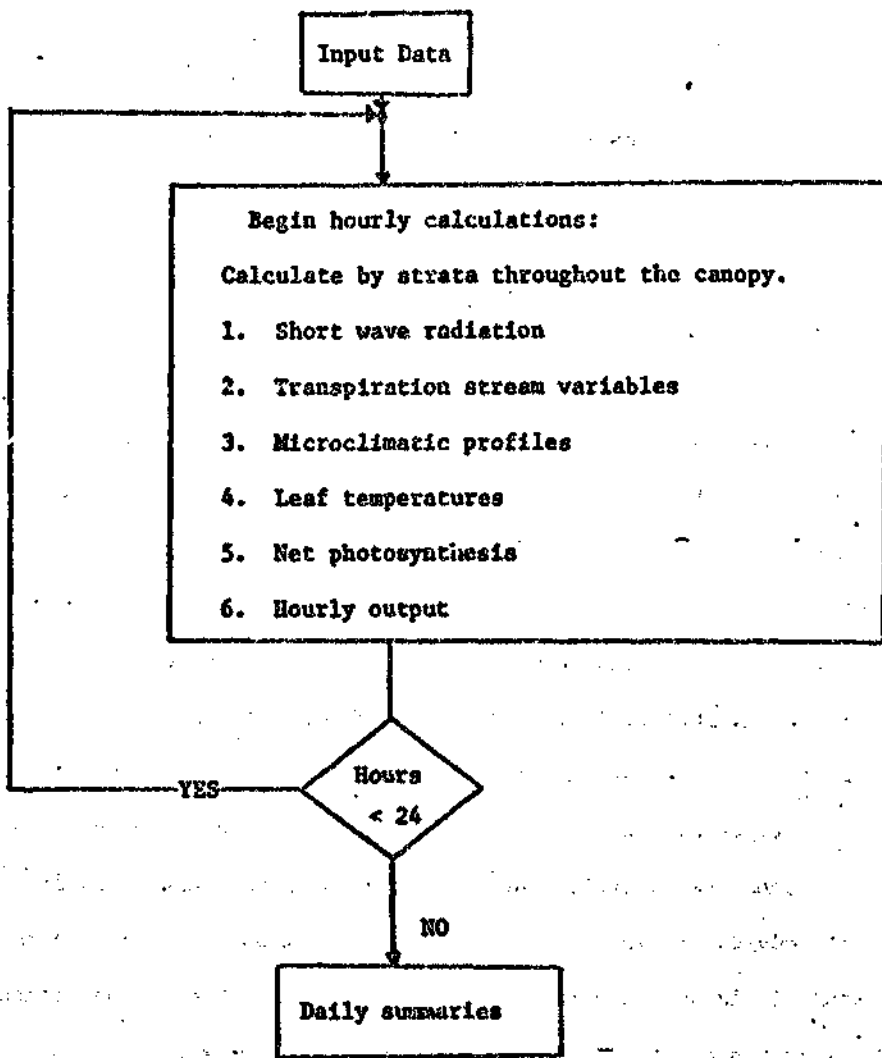 Input Data
Begin hourly calculations:
Calculate by strata throughout the canopy.
1. Short wave radiation
2. Transpiration stream variables
3. Microclimatic profiles
4. Leaf temperatures
5. Net photosynthesis
6. Hourly output
YES
Hours
< 24
NO
Daily summaries